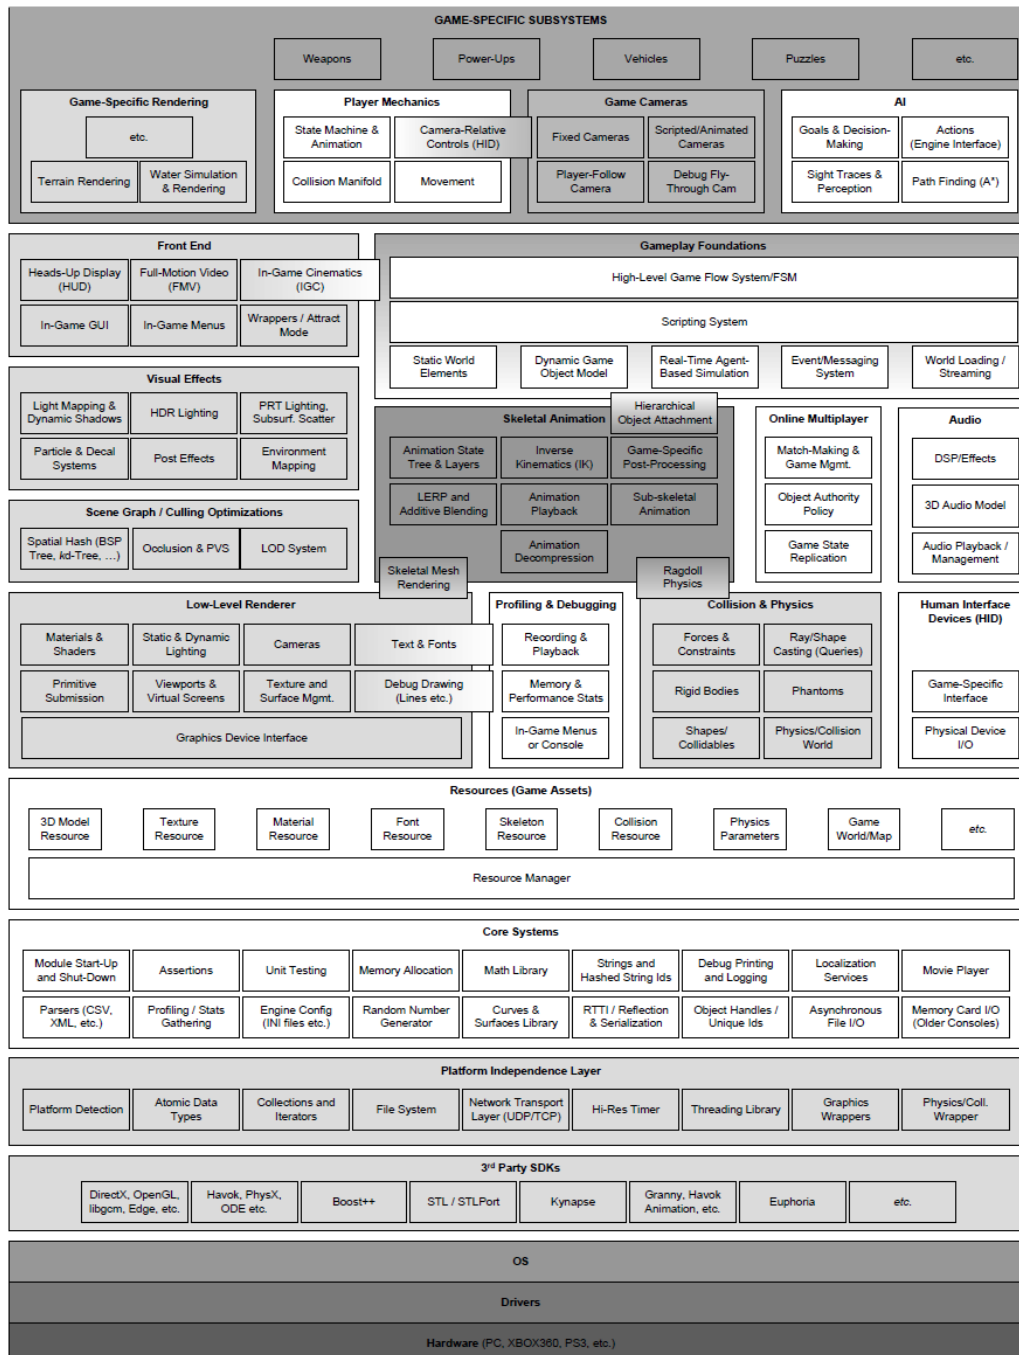 GAME-SPECIFIC SUBSYSTEMS
Weapons
Power-Ups
Vehicles
Puzzles
etc.
Game-Specific Rendering
etc.
Terrain Rendering
Water Simulation
& Rendering
Player Mechanics
State Machine &
Animation
Camera-Relative
Controls (HID)
Collision Manifold
Movement
Game Cameras
Fixed Cameras
Scripted/Animated
Cameras
Player-Follow
Camera
Debug Fly-
Through Cam
AI
Goals & Decision-
Making
Actions
(Engine Interface)
Sight Traces &
Perception
Path Finding (A*)
Front End
Heads-Up Display
(HUD)
Full-Motion Video
(FMV)
In-Game Cinematics
(IGC)
In-Game GUI
In-Game Menus
Wrappers / Attract
Mode
Gameplay Foundations
High-Level Game Flow System/FSM
Scripting System
Static World
Elements
Dynamic Game
Object Model
Real-Time Agent-
Based Simulation
Event/Messaging
System
World Loading /
Streaming
Visual Effects
Light Mapping &
Dynamic Shadows
HDR Lighting
PRT Lighting,
Subsurf. Scatter
Particle & Decal
Systems
Post Effects
Environment
Mapping
Skeletal Animation
Hierarchical
Object Attachment
Animation State
Tree & Layers
Inverse
Kinematics (IK)
Game-Specific
Post-Processing
LERP and
Additive Blending
Animation
Playback
Sub-skeletal
Animation
Animation
Decompression
Online Multiplayer
Match-Making &
Game Mgmt.
Object Authority
Policy
Game State
Replication
Audio
DSP/Effects
3D Audio Model
Audio Playback /
Management
Scene Graph / Culling Optimizations
Spatial Hash (BSP
Tree, kd-Tree, ...)
Occlusion & PVS
LOD System
Skeletal Mesh
Rendering
Ragdoll
Physics
Low-Level Renderer
Materials &
Shaders
Static & Dynamic
Lighting
Cameras
Text & Fonts
Primitive
Submission
Viewports &
Virtual Screens
Texture and
Surface Mgmt.
Debug Drawing
(Lines etc.)
Graphics Device Interface
Profiling & Debugging
Recording &
Playback
Memory &
Performance Stats
In-Game Menus
or Console
Collision & Physics
Forces &
Constraints
Ray/Shape
Casting (Queries)
Rigid Bodies
Phantoms
Shapes/
Collidables
Physics/Collision
World
Human Interface
Devices (HID)
Game-Specific
Interface
Physical Device
I/O
Resources (Game Assets)
3D Model
Resource
Texture
Resource
Material
Resource
Font
Resource
Skeleton
Resource
Collision
Resource
Physics
Parameters
Game
World/Map
etc.
Resource Manager
Core Systems
Module Start-Up
and Shut-Down
Assertions
Unit Testing
Memory Allocation
Math Library
Strings and
Hashed String Ids
Debug Printing
and Logging
Localization
Services
Movie Player
Parsers (CSV,
XML, etc.)
Profiling / Stats
Gathering
Engine Config
(INI files etc.)
Random Number
Generator
Curves &
Surfaces Library
RTTI / Reflection
& Serialization
Object Handles /
Unique Ids
Asynchronous
File I/O
Memory Card I/O
(Older Consoles)
Platform Independence Layer
Platform Detection
Atomic Data
Types
Collections and
Iterators
File System
Network Transport
Layer (UDP/TCP)
Hi-Res Timer
Threading Library
Graphics
Wrappers
Physics/Coll.
Wrapper
3rd Party SDKs
DirectX, OpenGL,
libgcm, Edge, etc.
Havok, PhysX,
ODE etc.
Boost++
STL / STLPort
Kynapse
Granny, Havok
Animation, etc.
Euphoria
etc.
OS
Drivers
Hardware (PC, XBOX360, PS3, etc.)